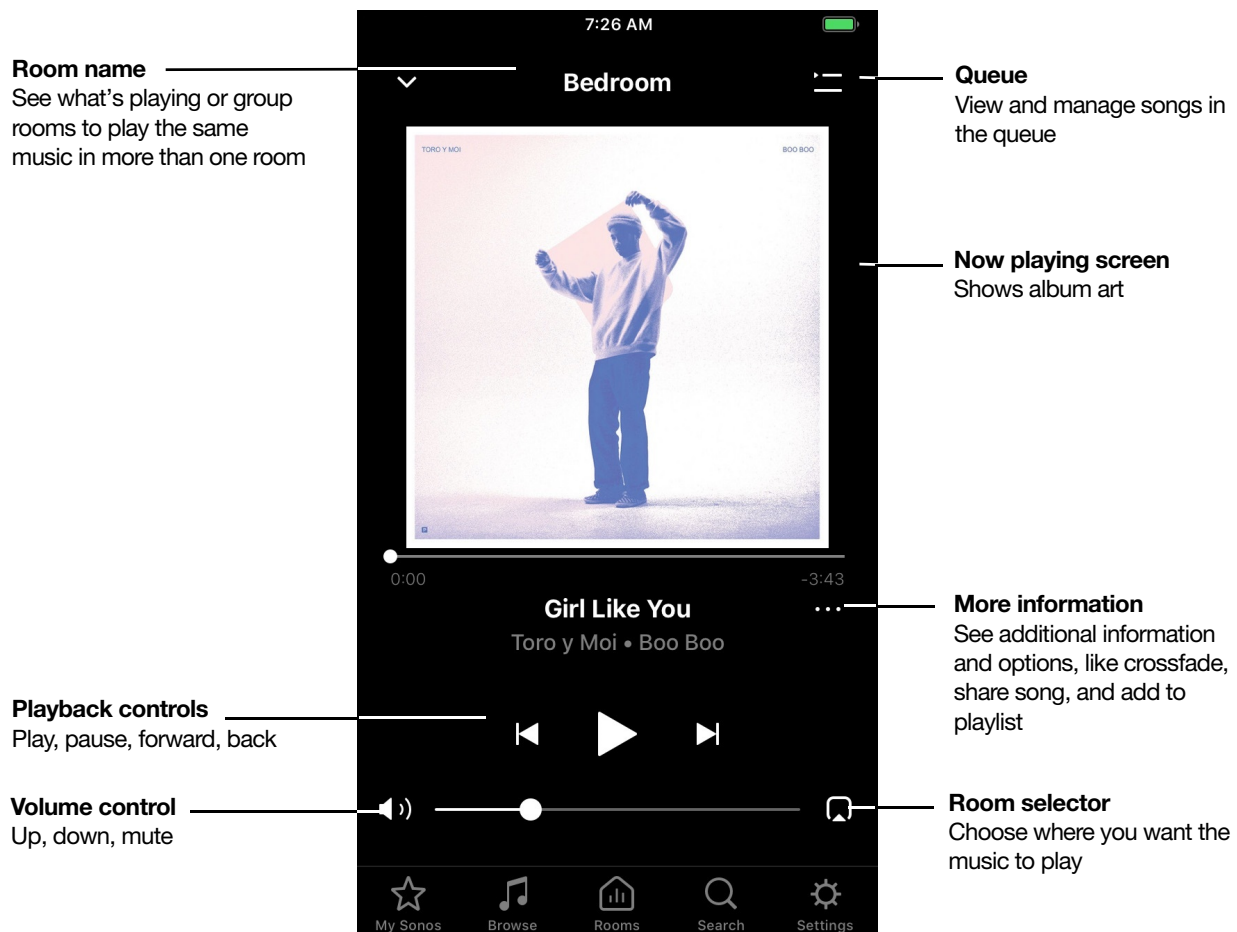 7:26 AM
Room name
See what's playing or group
rooms to play the same
music in more than one room
Bedroom
Queue
View and manage songs in
the queue
TORO Y MOI
BOO BOO
Now playing screen
Shows album art
0:00
-3:43
Girl Like You
Toro y Moi • Boo Boo
More information
See additional information
and options, like crossfade,
share song, and add to
playlist
Playback controls
Play, pause, forward, back
Volume control
Up, down, mute
Room selector
Choose where you want the
music to play
My Sonos
Browse
Rooms
Search
Settings